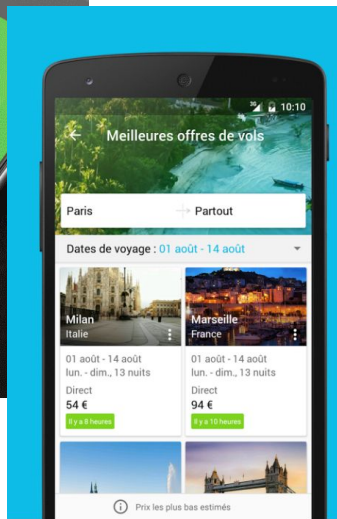 3G 10:10
Meilleures offres de vols
Paris Partout
Dates de voyage : 01 août - 14 août
Milan
Italie
01 août - 14 août
lun. - dim., 13 nuits
Direct
54 €
Il y a 8 heures
Marseille
France
01 août - 14 août
lun. - dim., 13 nuits
Direct
94 €
Il y a 10 heures
Prix les plus bas estimés